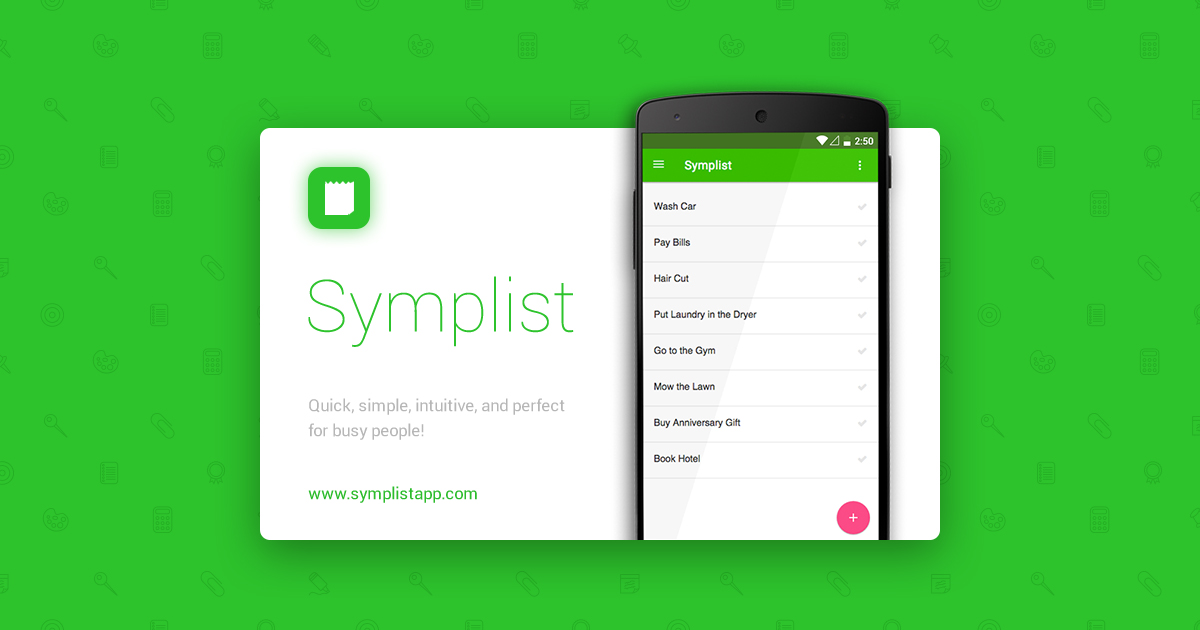 Symplist
Quick, simple, intuitive, and perfect
for busy people!
www.symplistapp.com
2:50
Symplist
Wash Car
Pay Bills
Hair Cut
Put Laundry in the Dryer
Go to the Gym
Mow the Lawn
Buy Anniversary Gift
Book Hotel